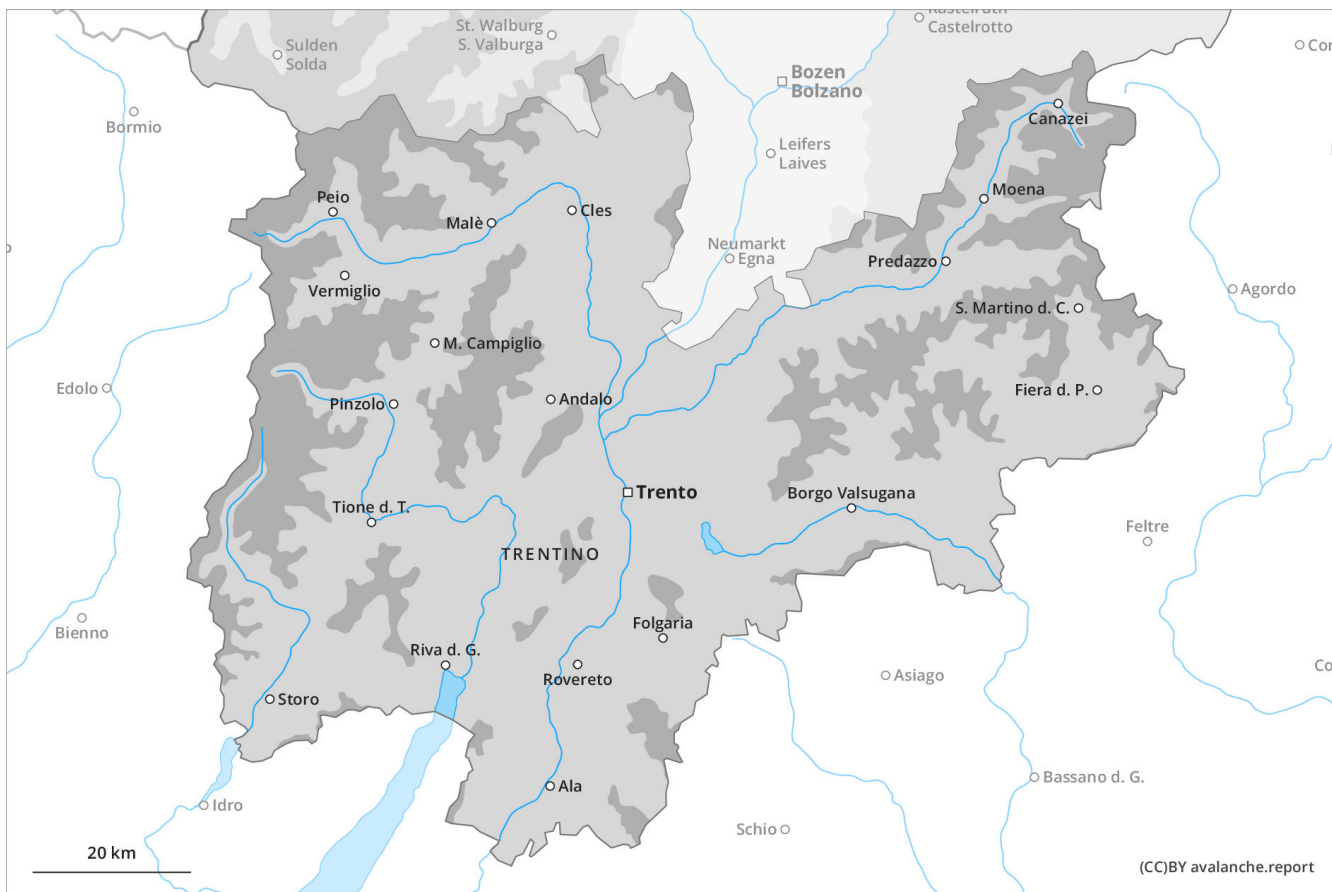 Kastelruth
Castelrotto
St. Walburg
S. Valburga
Sulden
Solda
Bozen
Bolzano
Bormio
Canazei
Leifers
Laives
Peio
Moena
Malè
Cles
Neumarkt
Egna
Predazzo
Vermiglio
Agordo
S. Martino d. C.
M. Campiglio
Edolo
Fiera d. P.
Pinzolo
Andalo
Trento
Borgo Valsugana
Tione d. T.
Feltre
TRENTINO
Bienno
Folgaria
Riva d. G.
Rovereto
Asiago
Storo
Bassano d. G.
Ala
Idro
Schio
20 km
(CC)BY avalanche.report